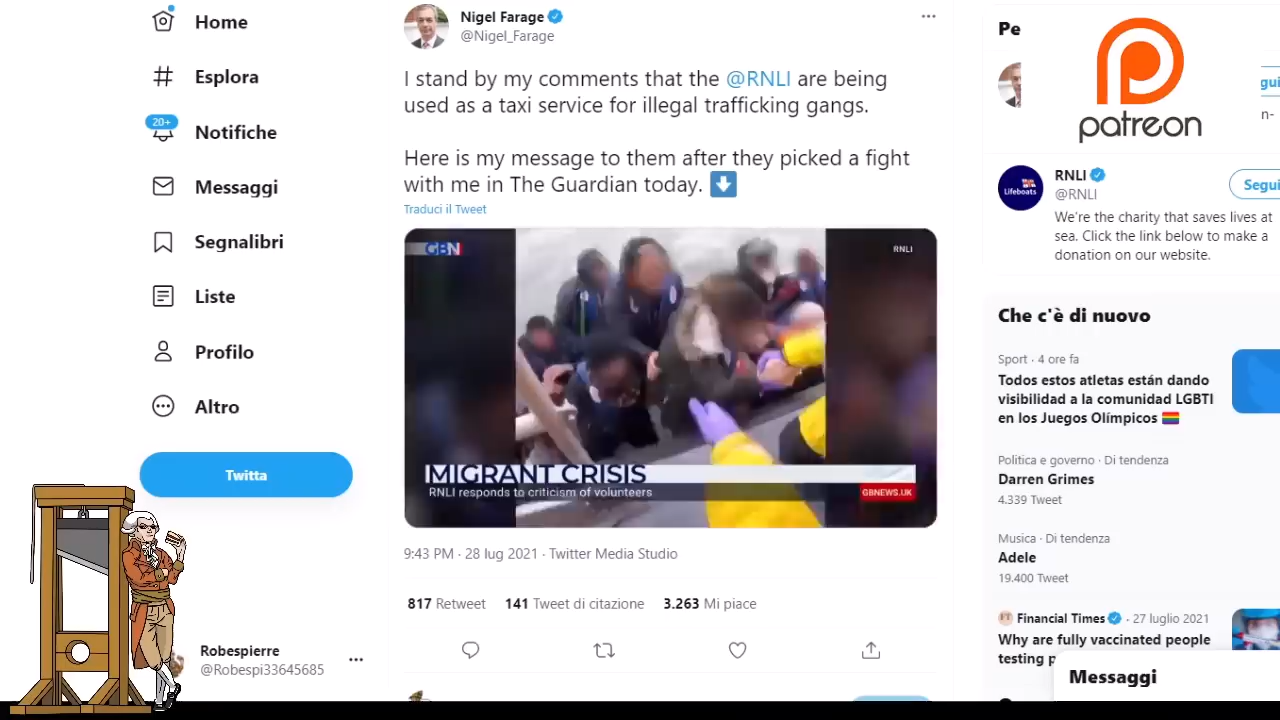 Home
Esplora
20+
Notifiche
Messaggi
Segnalibri
Liste
Profilo
Altro
Twitta
Robespierre
@Robespi33645685
Nigel Farage
@Nigel_Farage
I stand by my comments that the @RNLI are being
used as a taxi service for illegal trafficking gangs.
Here is my message to them after they picked a fight
with me in The Guardian today.
Traduci il Tweet
GBN
RNLI
MIGRANT CRISIS
RNLI responds to criticism of volunteers
GBNEWS.UK
9:43 PM · 28 lug 2021 · Twitter Media Studio
817 Retweet 141 Tweet di citazione 3.263 Mi piace
Pe
patreon
gui
n-
Lifeboats
RNLI
@RNLI
Segui
We're the charity that saves lives at
sea. Click the link below to make a
donation on our website.
Che c'è di nuovo
Sport · 4 ore fa
Todos estos atletas están dando
visibilidad a la comunidad LGBTI
en los Juegos Olímpicos
Politica e governo · Di tendenza
Darren Grimes
4.339 Tweet
Musica · Di tendenza
Adele
19.400 Tweet
Financial Times · 27 luglio 2021
Why are fully vaccinated people
testing p
Messaggi